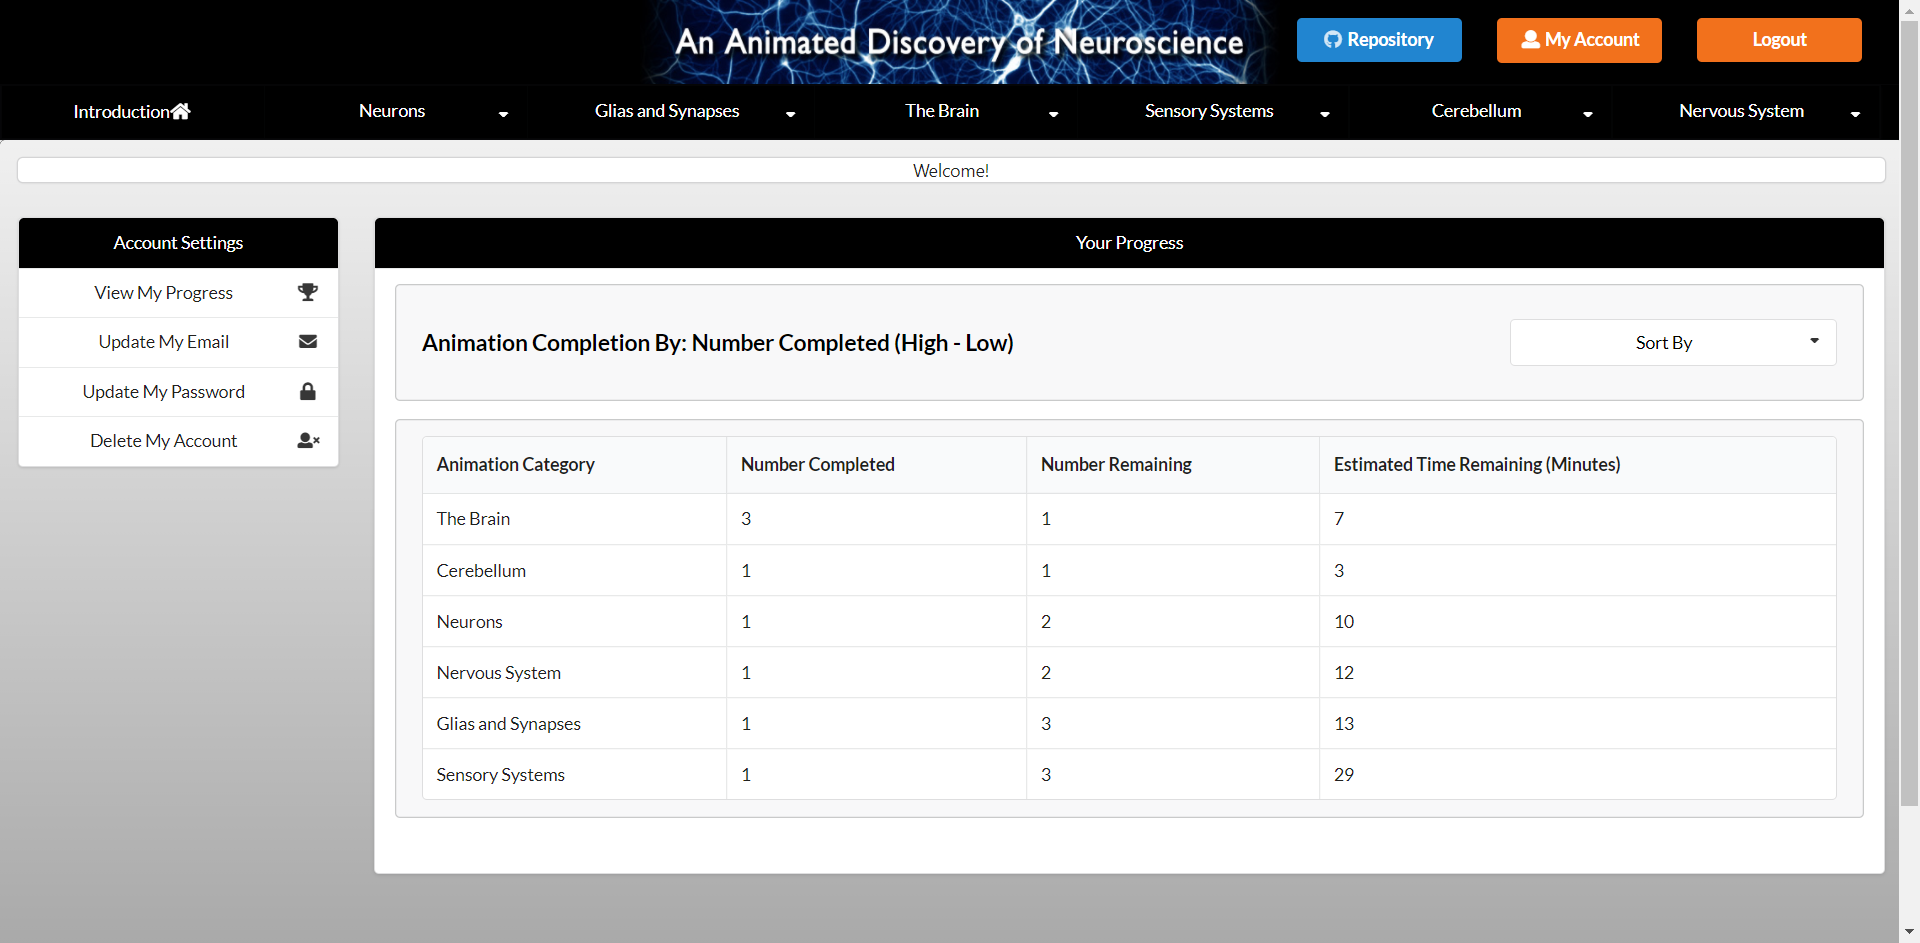 An Animated Discovery of Neuroscience
Repository
My Account
Logout
Introduction
Neurons
Glias and Synapses
The Brain
Sensory Systems
Cerebellum
Nervous System
Welcome!
Account Settings
View My Progress
Update My Email
Update My Password
Delete My Account
Your Progress
Animation Completion By: Number Completed (High - Low)
Sort By
Animation Category Number Completed Number Remaining Estimated Time Remaining (Minutes)
The Brain 3 1 7
Cerebellum 1 1 3
Neurons 1 2 10
Nervous System 1 2 12
Glias and Synapses 1 3 13
Sensory Systems 1 3 29